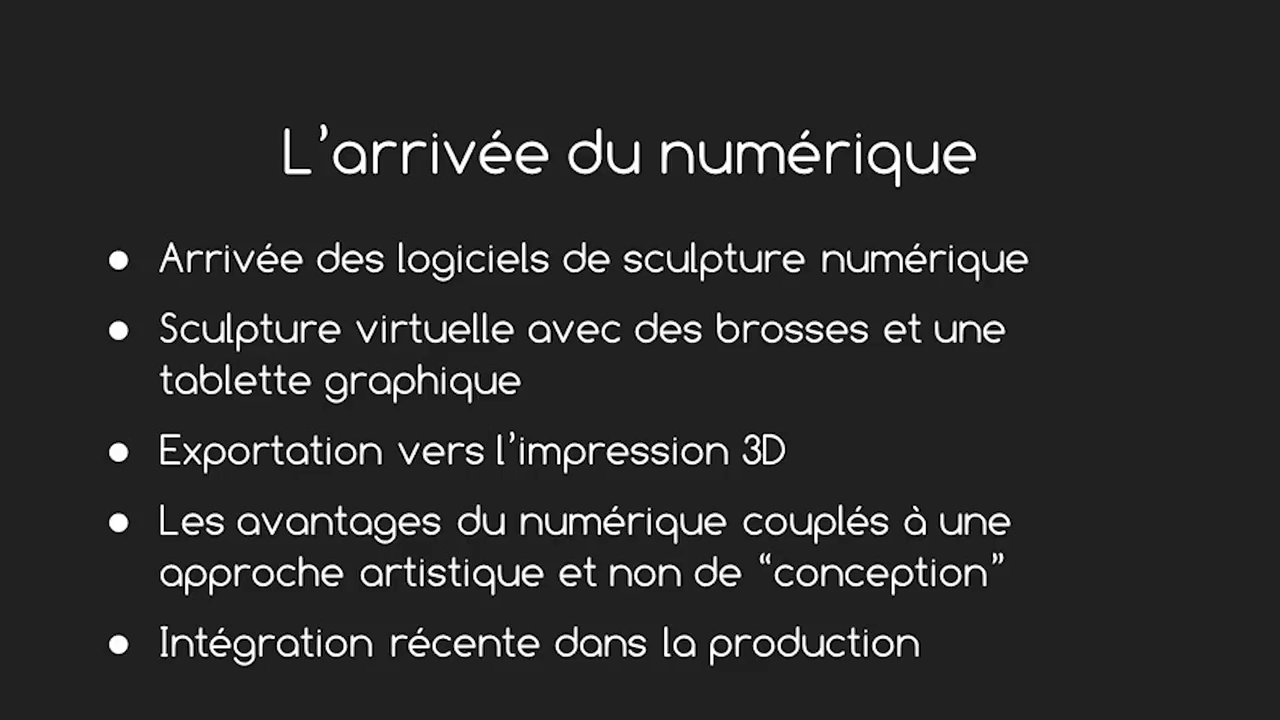 L’arrivée du numérique
● Arrivée des logiciels de sculpture numérique
● Sculpture virtuelle avec des brosses et une
tablette graphique
● Exportation vers l’impression 3D
● Les avantages du numérique couplés à une
approche artistique et non de “conception”
● Intégration récente dans la production